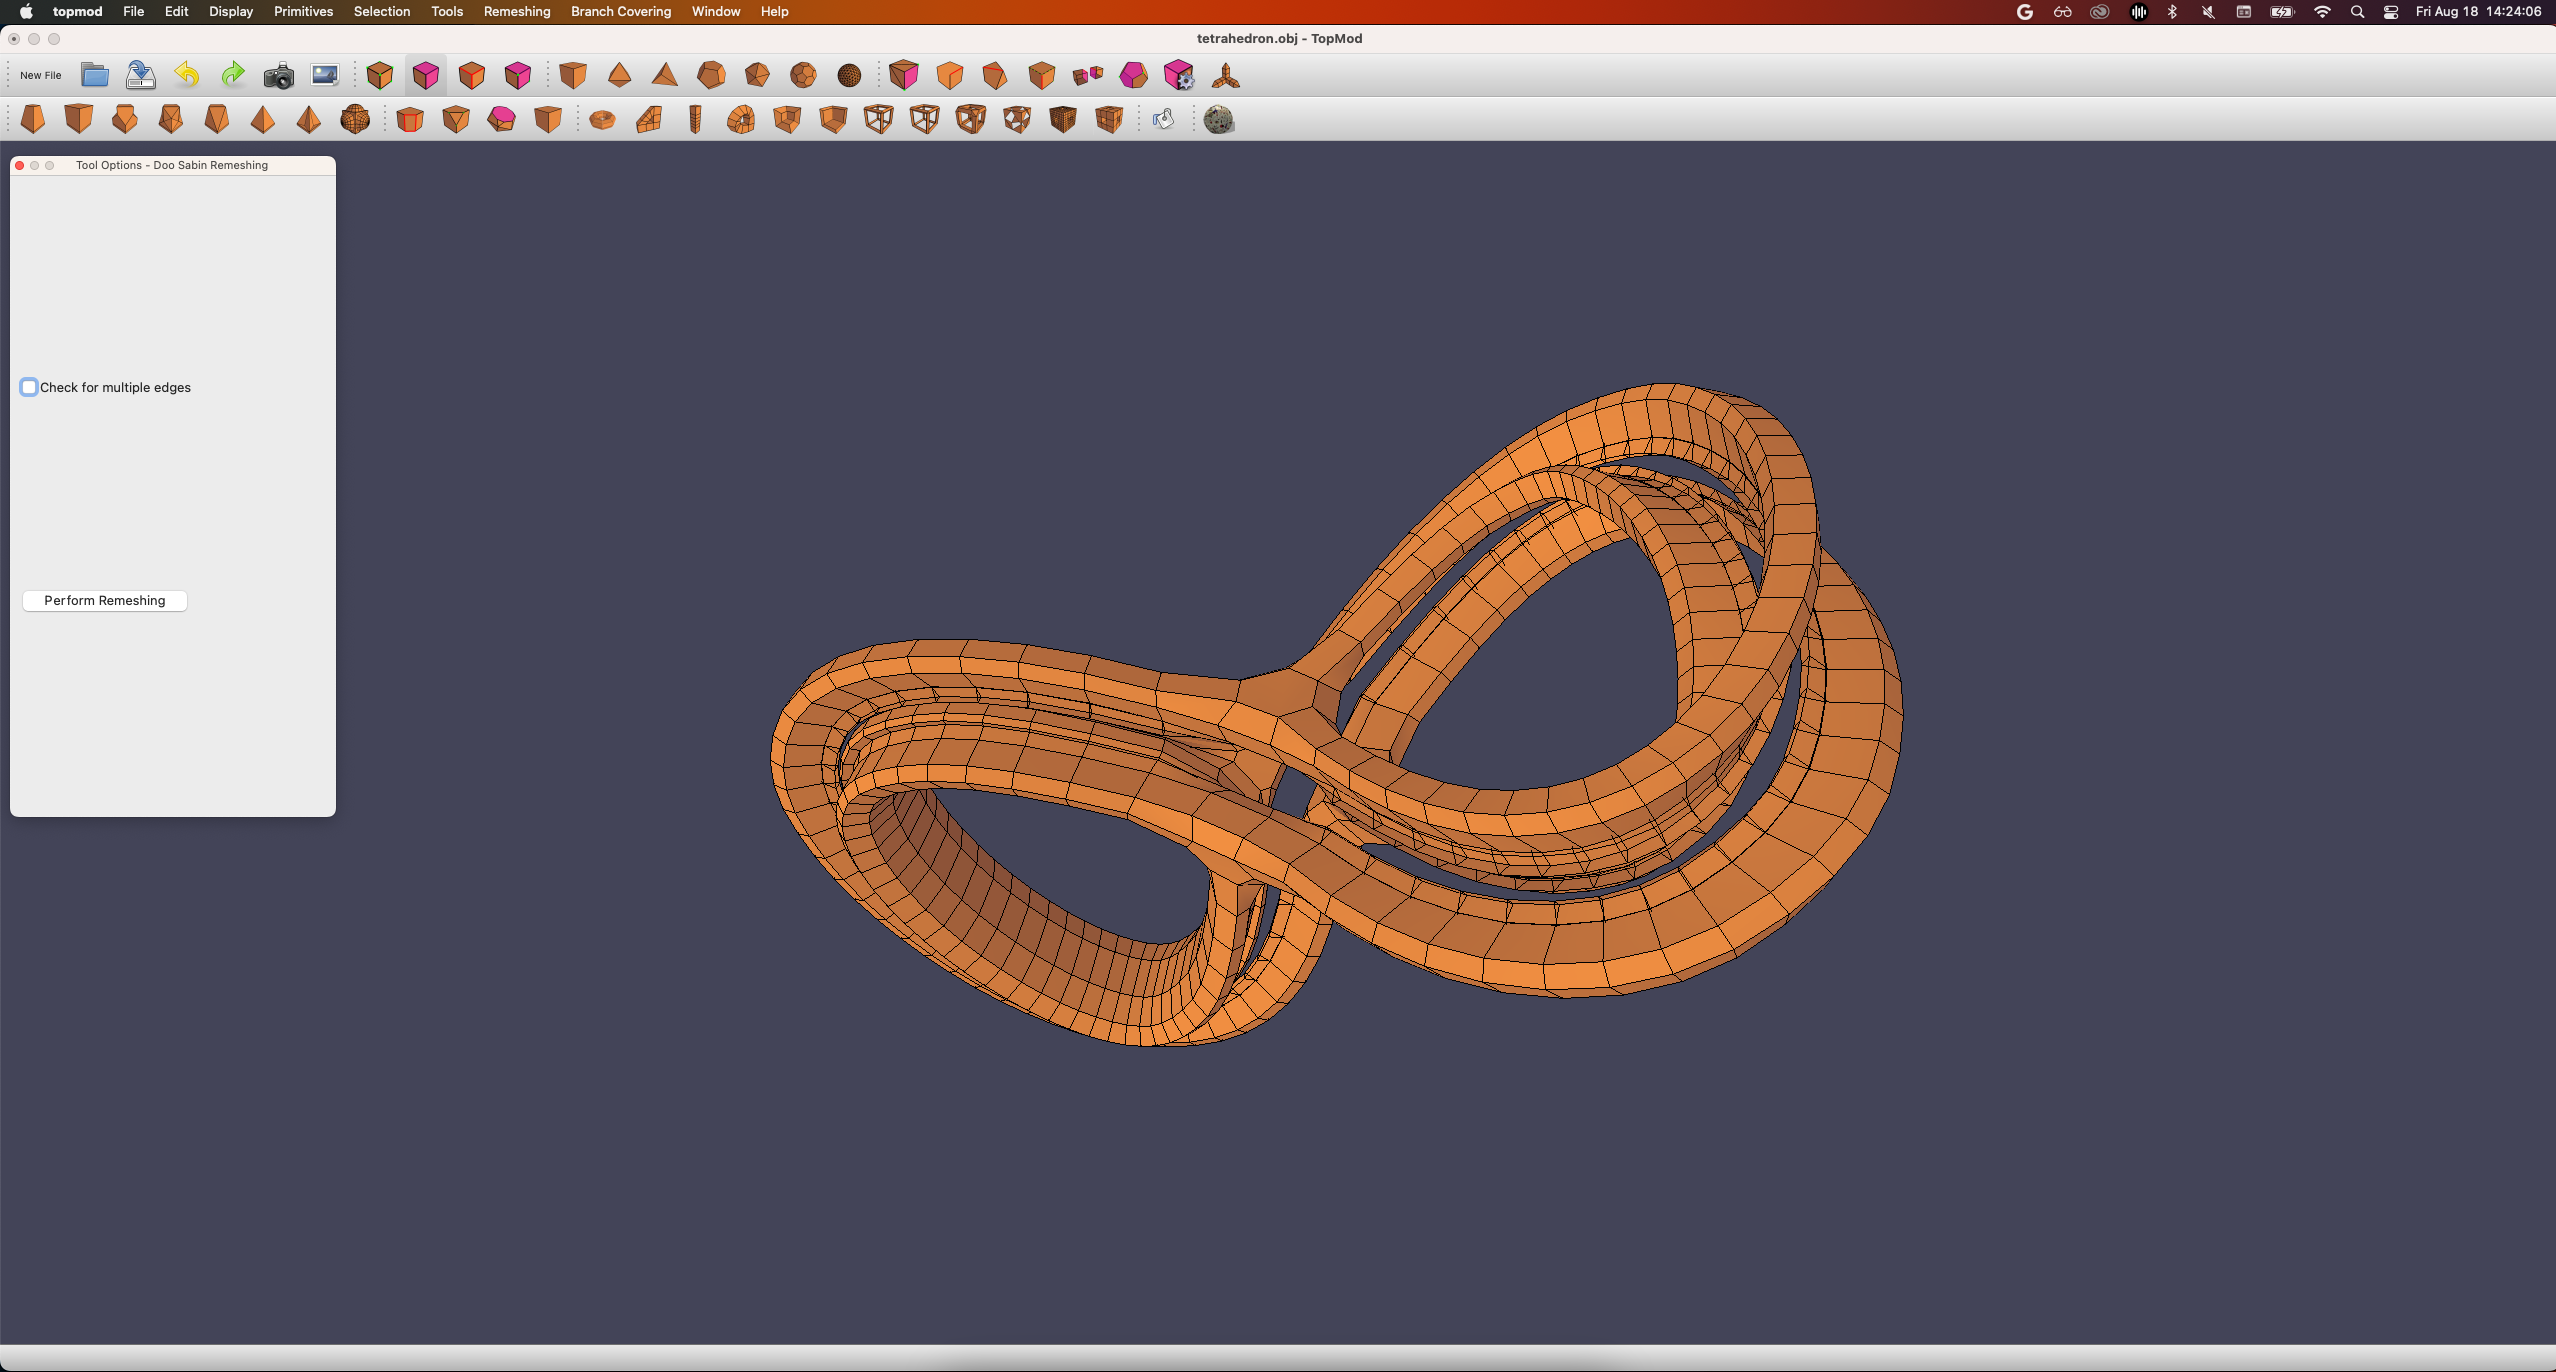 topmod File Edit Display Primitives Selection Tools Remeshing Branch Covering Window Help Fri Aug 18 14:24:06
tetrahedron.obj - TopMod
New File
Tool Options - Doo Sabin Remeshing
Check for multiple edges
Perform Remeshing